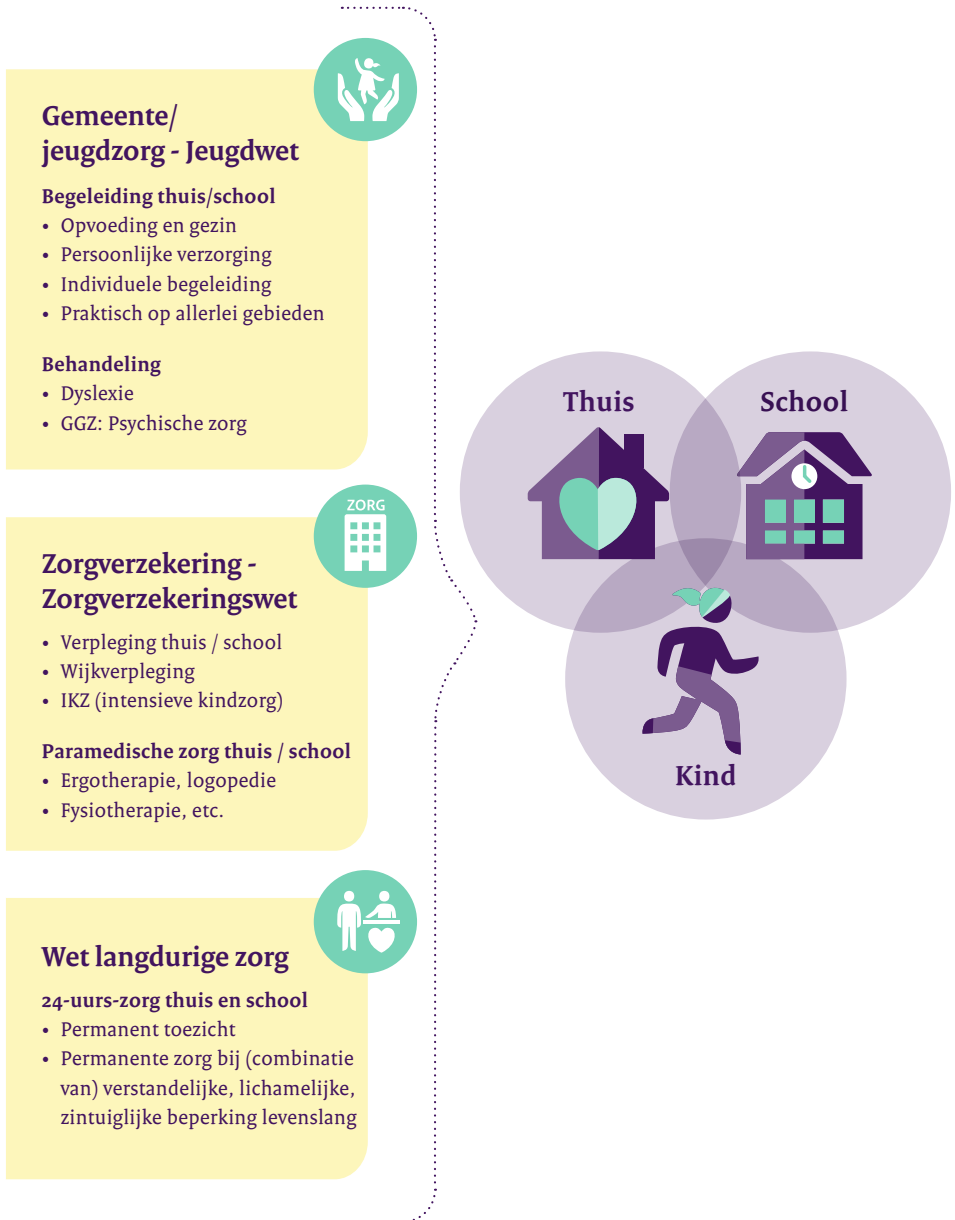 Gemeente/
jeugdzorg - Jeugdwet
Begeleiding thuis/school
• Opvoeding en gezin
• Persoonlijke verzorging
• Individuele begeleiding
• Praktisch op allerlei gebieden
Behandeling
• Dyslexie
• GGZ: Psychische zorg
ZORG
Zorgverzekering -
Zorgverzekeringswet
• Verpleging thuis / school
• Wijkverpleging
• IKZ (intensieve kindzorg)
Paramedische zorg thuis / school
• Ergotherapie, logopedie
• Fysiotherapie, etc.
Wet langdurige zorg
24-uurs-zorg thuis en school
• Permanent toezicht
• Permanente zorg bij (combinatie
van) verstandelijke, lichamelijke,
zintuiglijke beperking levenslang
Thuis
School
Kind